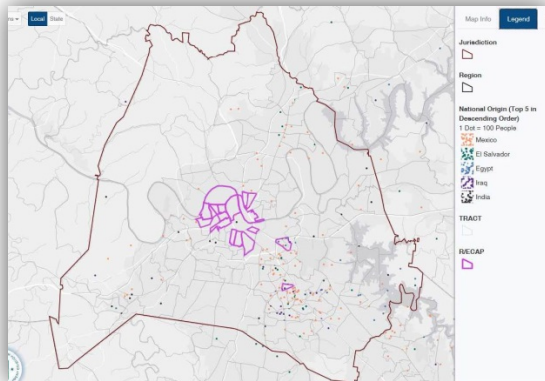 Local State
Map Info Legend
Jurisdiction
Region
National Origin (Top 5 in
Descending Order)
1 Dot = 100 People
Mexico
El Salvador
Egypt
Iraq
India
TRACT
R/ECAP